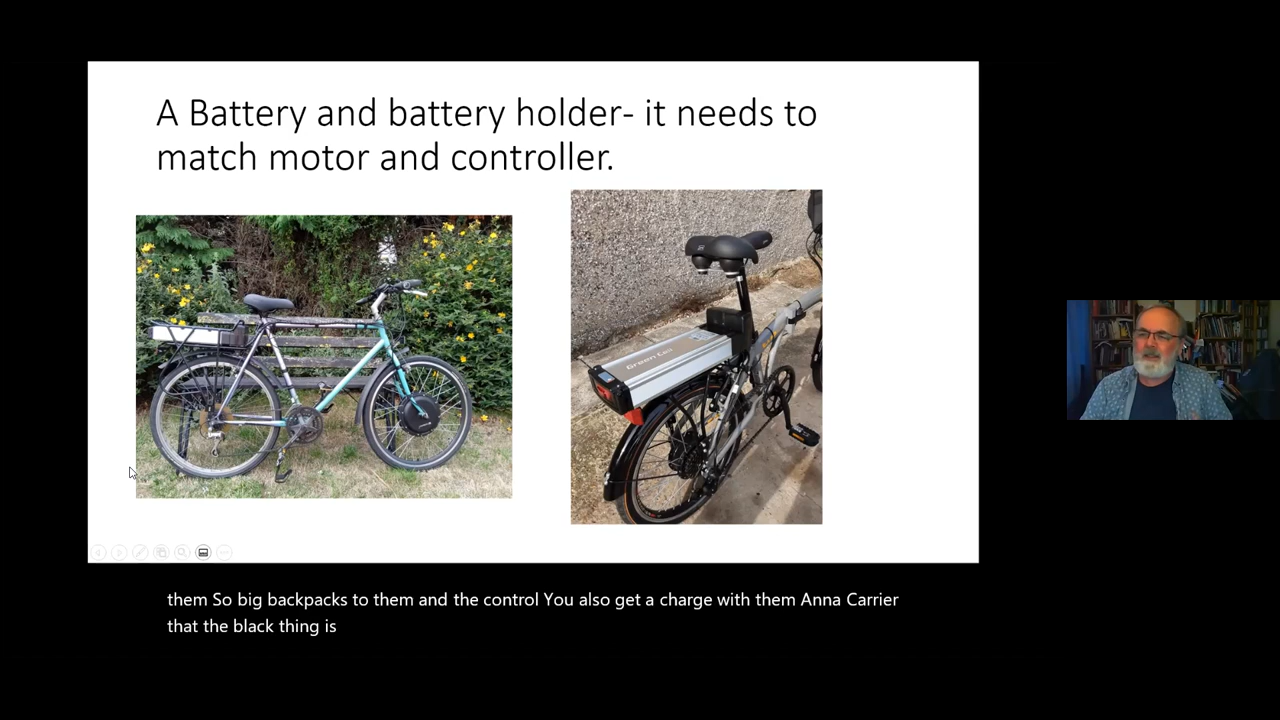 A Battery and battery holder- it needs to
match motor and controller.
Green Cell
them So big backpacks to them and the control You also get a charge with them Anna Carrier
that the black thing is